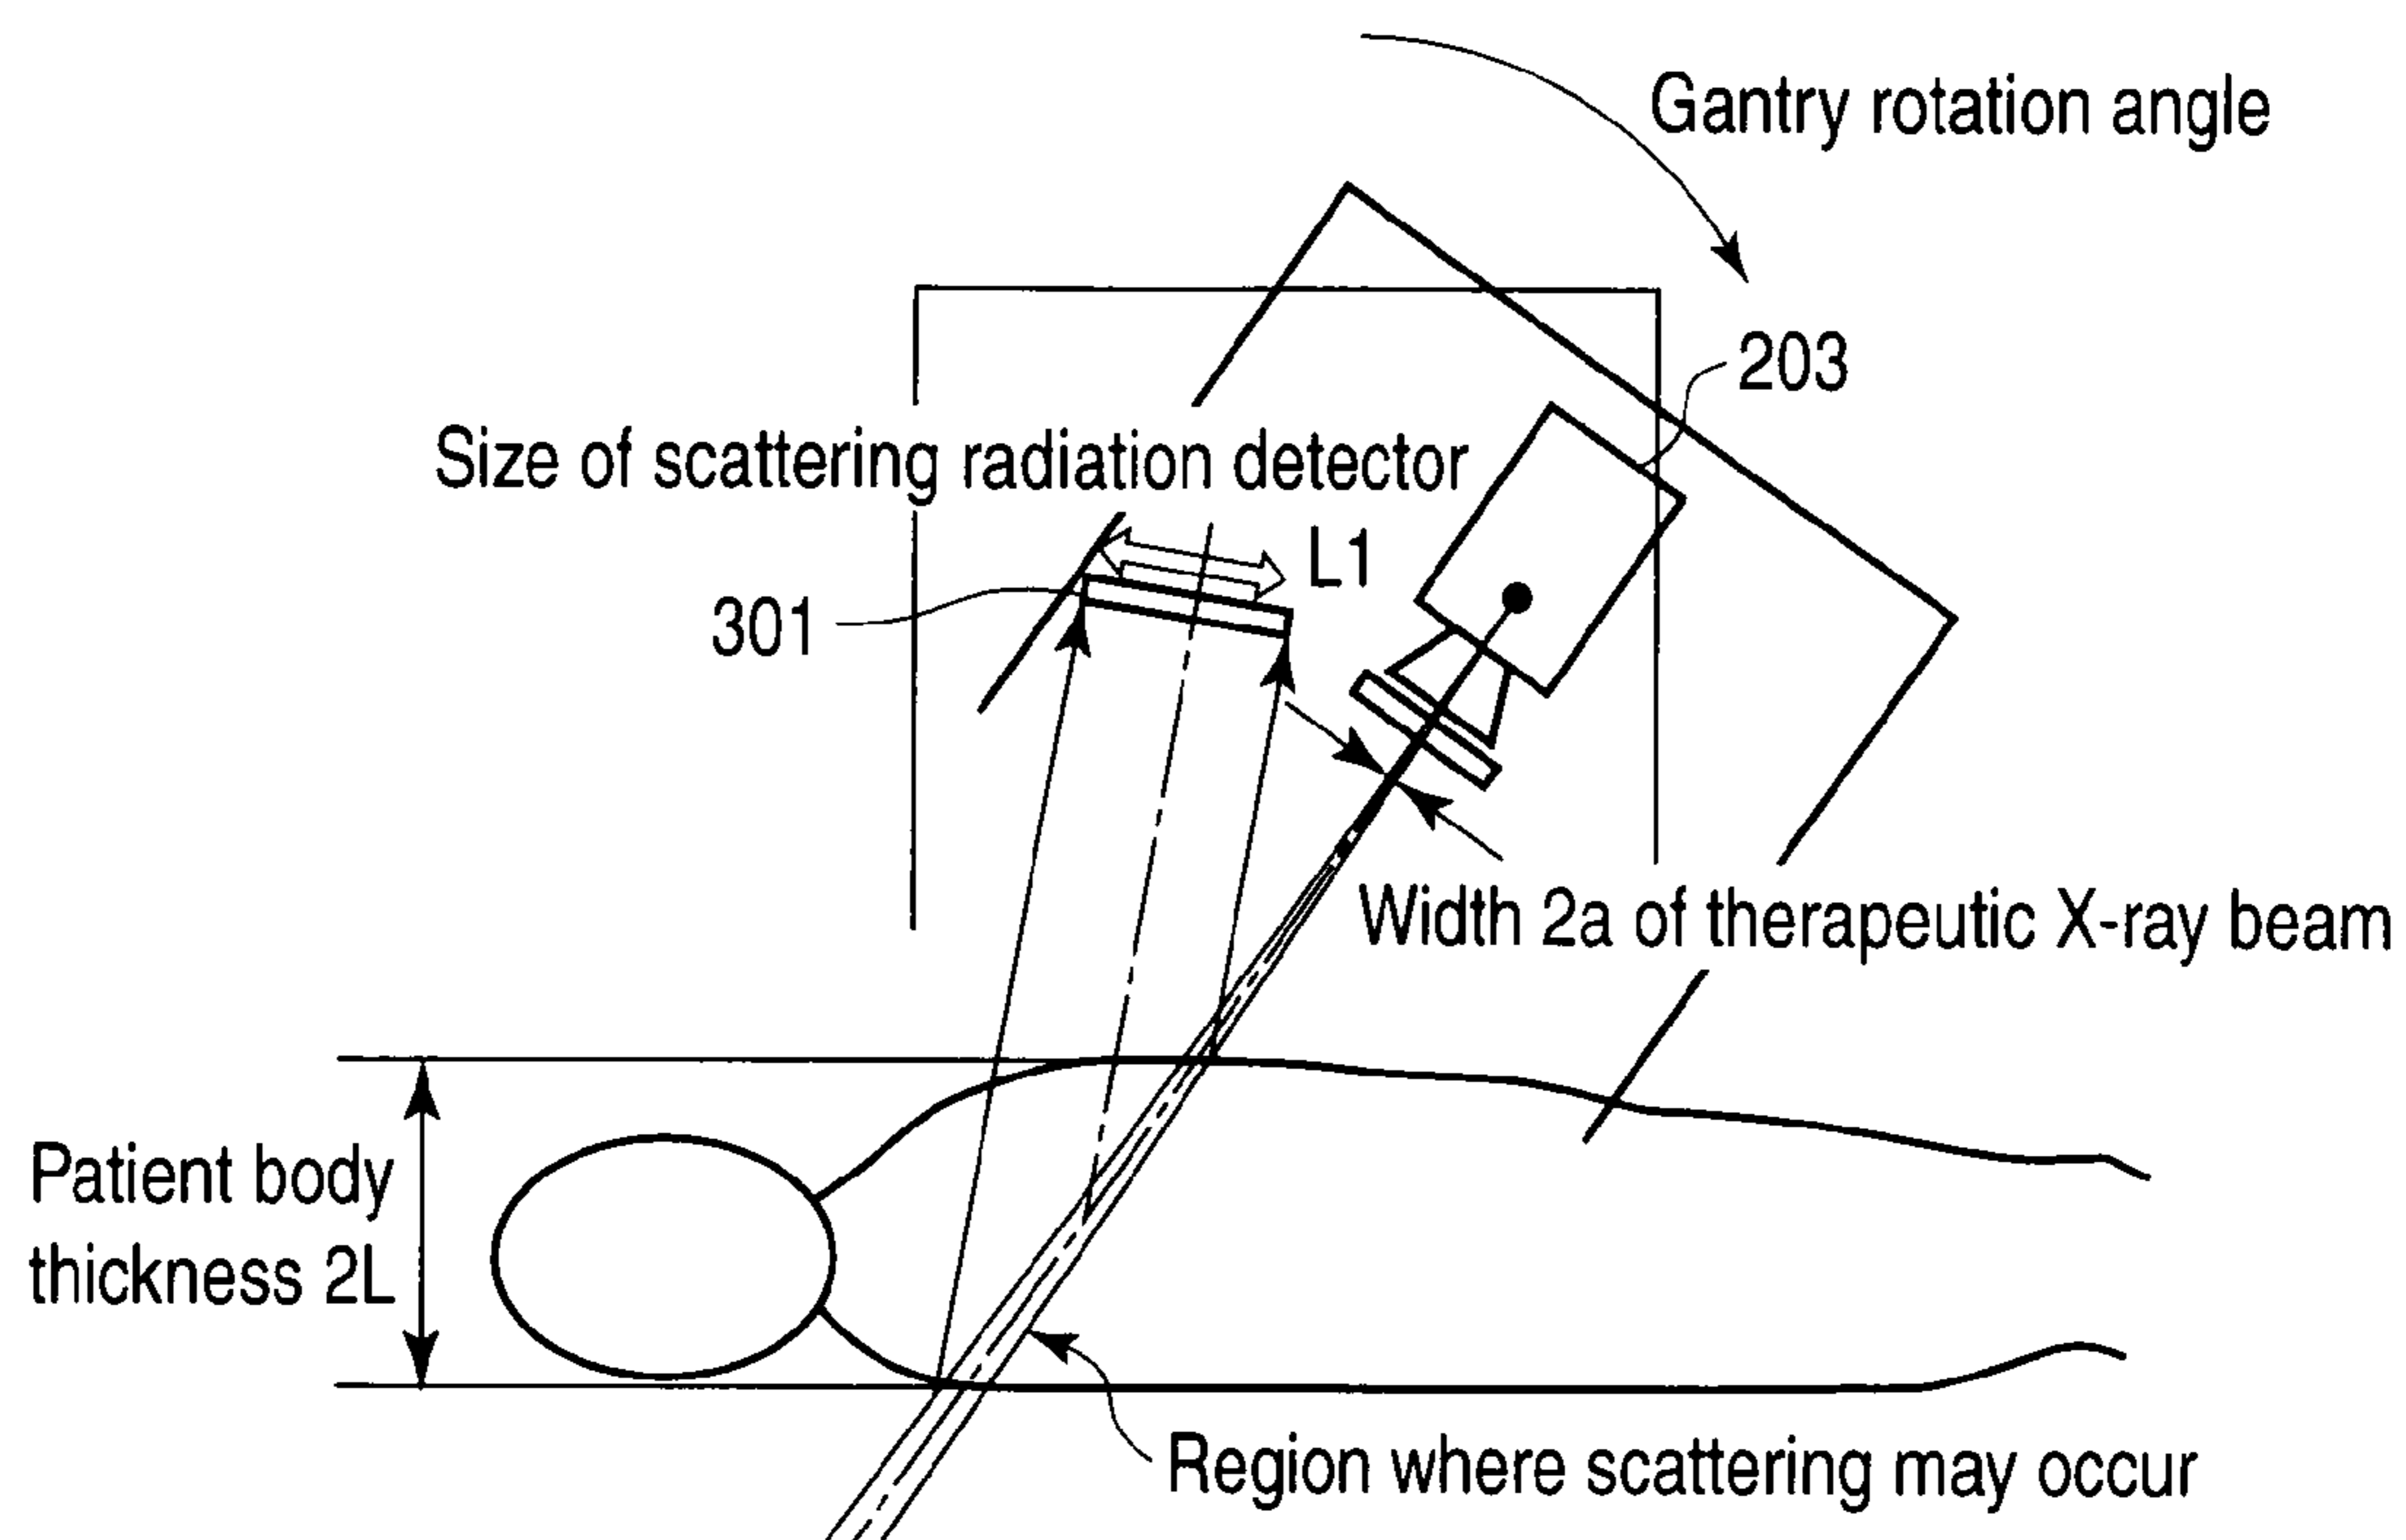 Gantry rotation angle
203
Size of scattering radiation detector
L1
301
Width 2a of therapeutic X-ray beam
Patient body
thickness 2L
Region where scattering may occur